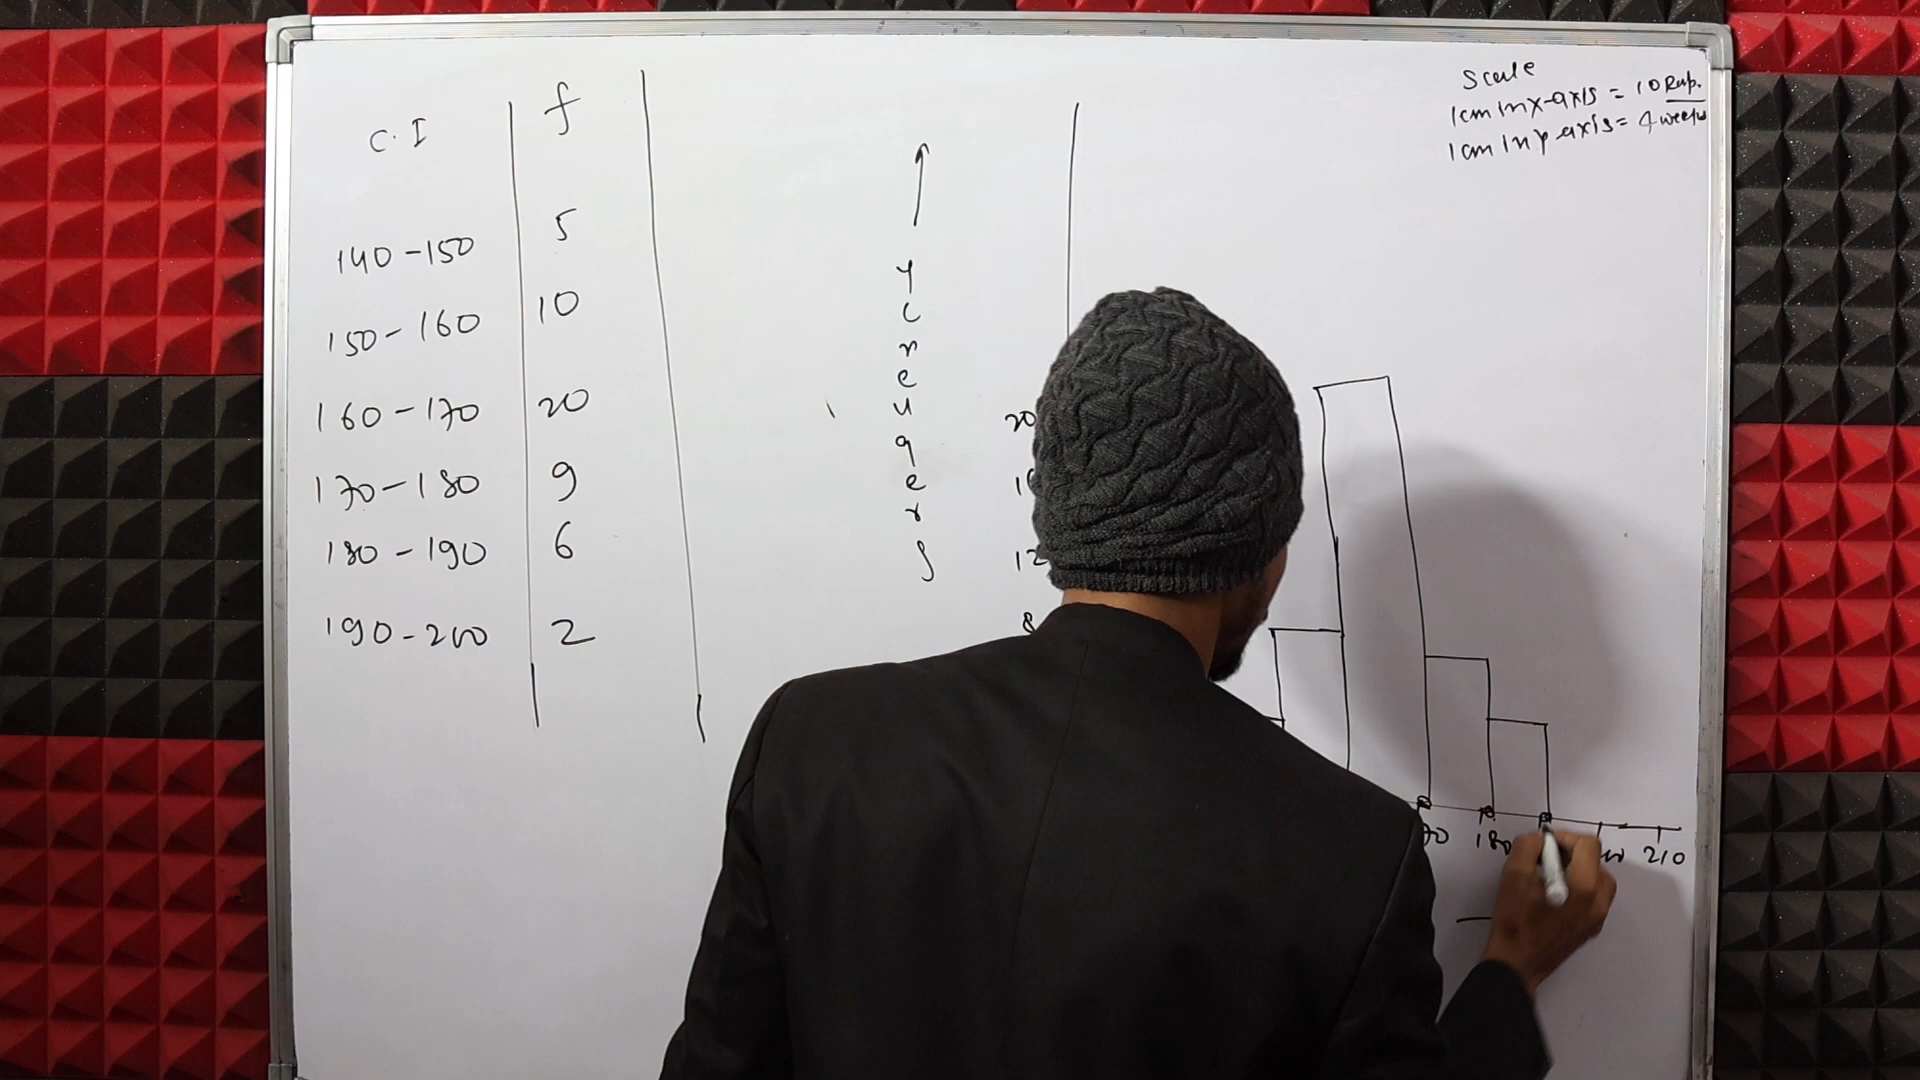 C.I f
140-150 5
150-160 10
160-170 20
170-180 9
180-190 6
190-200 2
Scale
1cm in x-axis = 10 Rup.
1cm in y axis = 4 weeks
20
12
8
180
210